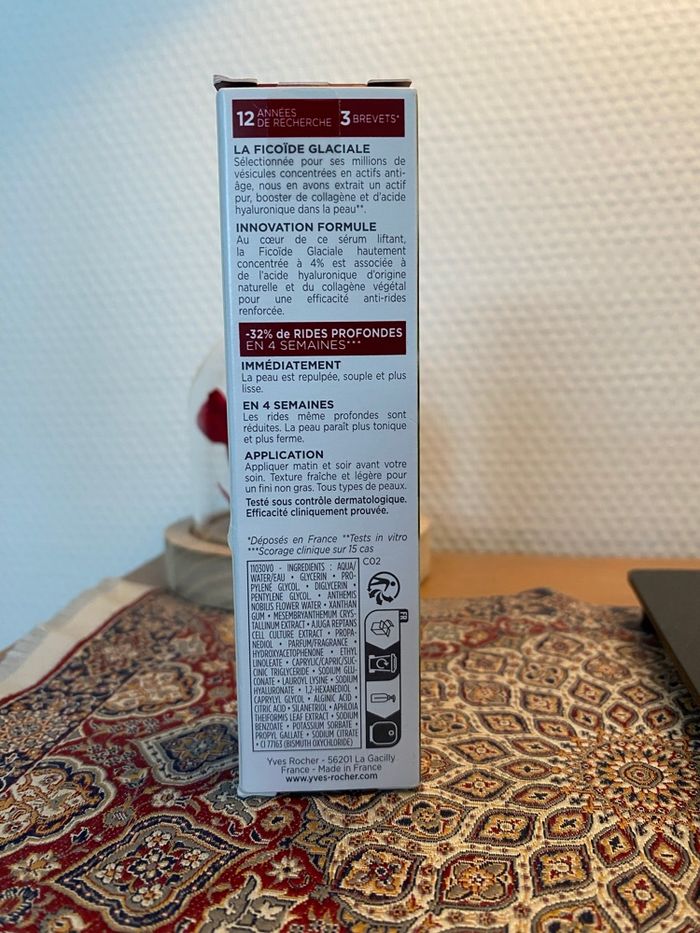 12 ANNÉES DE RECHERCHE 3 BREVETS*
LA FICOÏDE GLACIALE
Sélectionnée pour ses millions de
vésicules concentrées en actifs anti-
âge, nous en avons extrait un actif
pur, booster de collagène et d'acide
hyaluronique dans la peau**.
INNOVATION FORMULE
Au cœur de ce sérum liftant,
la Ficoïde Glaciale hautement
concentrée à 4% est associée à
de l'acide hyaluronique d'origine
naturelle et du collagène végétal
pour une efficacité anti-rides
renforcée.
-32% de RIDES PROFONDES
EN 4 SEMAINES***
IMMÉDIATEMENT
La peau est repulpée, souple et plus
lisse.
EN 4 SEMAINES
Les rides même profondes sont
réduites. La peau paraît plus tonique
et plus ferme.
APPLICATION
Appliquer matin et soir avant votre
soin. Texture fraîche et légère pour
un fini non gras. Tous types de peaux.
Testé sous contrôle dermatologique.
Efficacité cliniquement prouvée.
*Déposés en France **Tests in vitro
***Scorage clinique sur 15 cas
C02
11030V0 - INGREDIENTS : AQUA/
WATER/EAU • GLYCERIN • PRO-
PYLENE GLYCOL • DIGLYCERIN •
PENTYLENE GLYCOL • ANTHEMIS
NOBILIS FLOWER WATER • XANTHAN
GUM • MESEMBRYANTHEMUM CRYS-
TALLINUM EXTRACT • AJUGA REPTANS
CELL CULTURE EXTRACT • PROPA-
NEDIOL • PARFUM/FRAGRANCE •
HYDROXYACETOPHENONE • ETHYL
LINOLEATE • CAPRYLIC/CAPRIC/SUC-
CINIC TRIGLYCERIDE • SODIUM GLU-
CONATE • LAUROYL LYSINE • SODIUM
HYALURONATE • 1,2-HEXANEDIOL •
CAPRYLYL GLYCOL • ALGINIC ACID •
CITRIC ACID • SILANETRIOL • APHLOIA
THEIFORMIS LEAF EXTRACT • SODIUM
BENZOATE • POTASSIUM SORBATE •
PROPYL GALLATE • SODIUM CITRATE
• CI 77163 (BISMUTH OXYCHLORIDE)
FR
Yves Rocher - 56201 La Gacilly
France - Made in France
www.yves-rocher.com